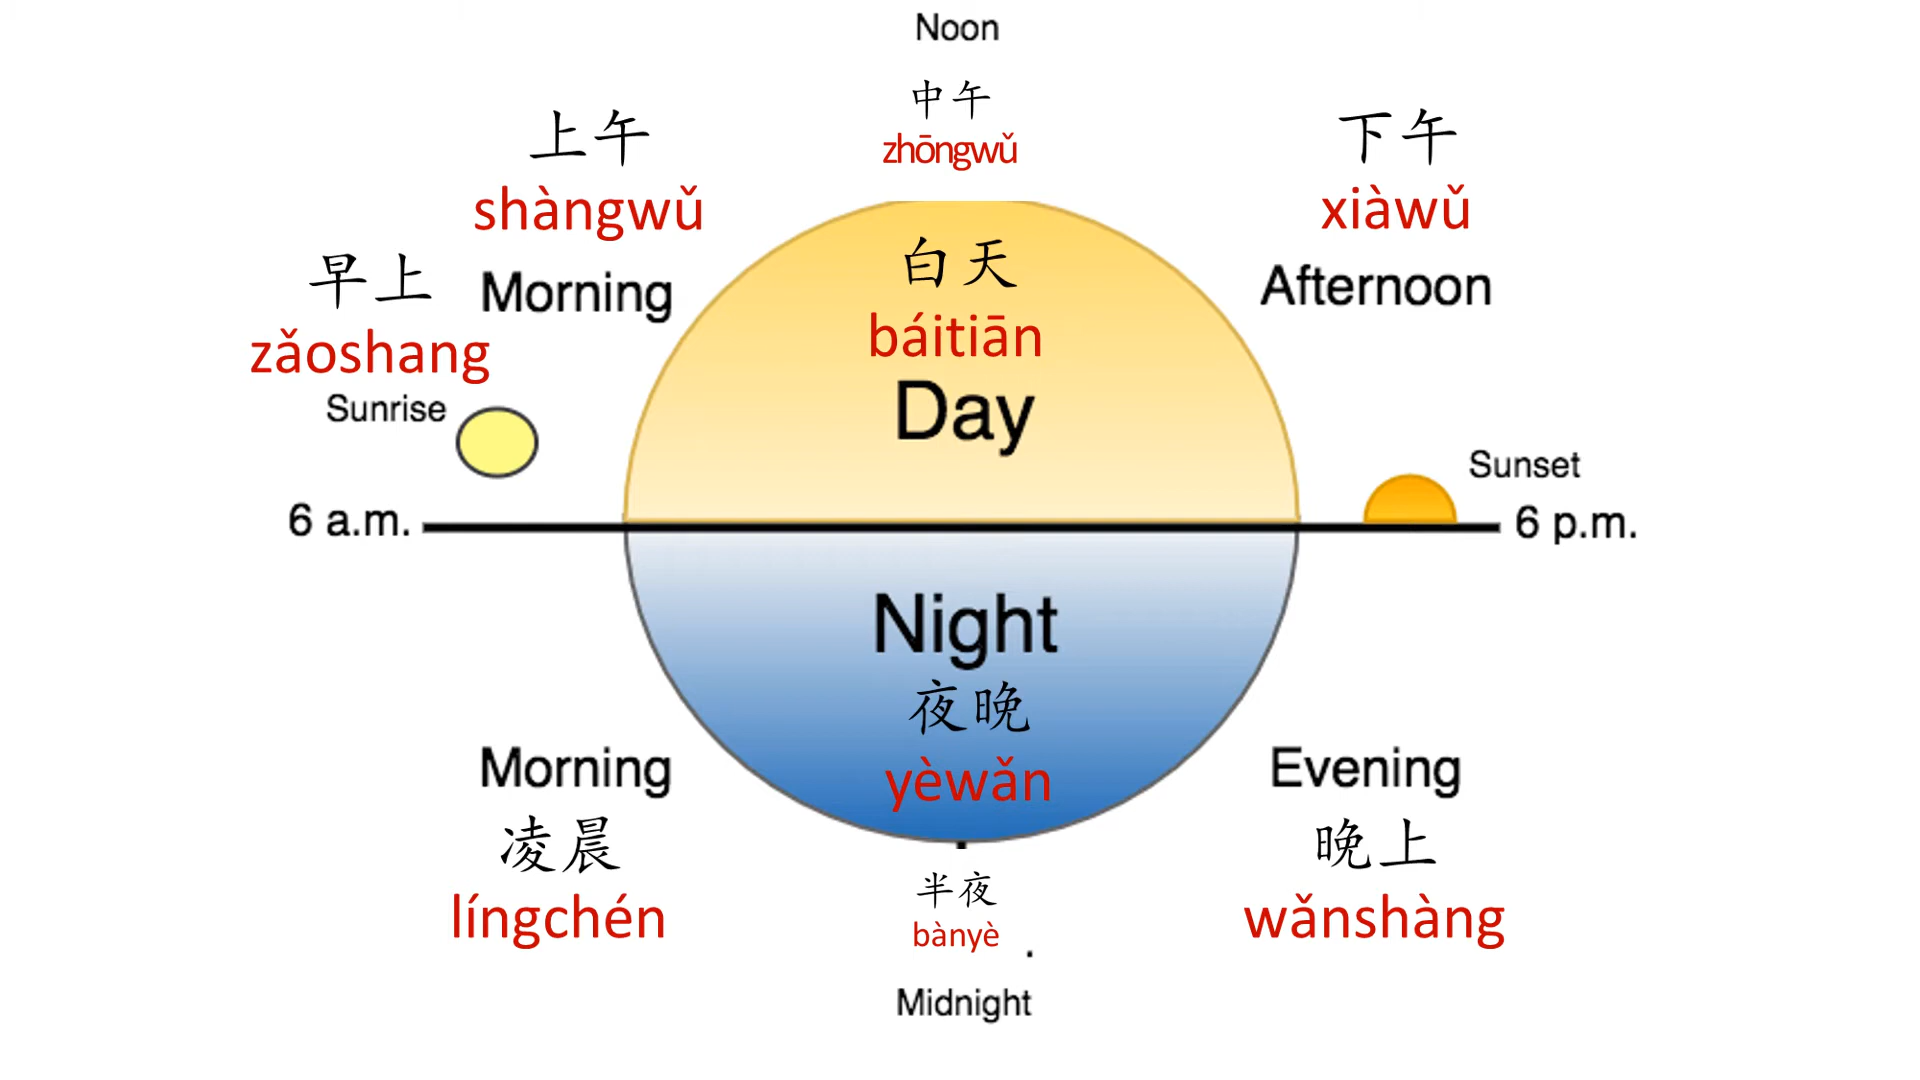 Noon
中午
zhōngwǔ
上午
shàngwǔ
Morning
下午
xiàwǔ
Afternoon
早上
zǎoshang
Sunrise
白天
báitiān
Day
Sunset
6 a.m.
6 p.m.
Night
夜晚
yèwǎn
Morning
凌晨
língchén
Evening
晚上
wǎnshàng
半夜
bànyè
.
Midnight